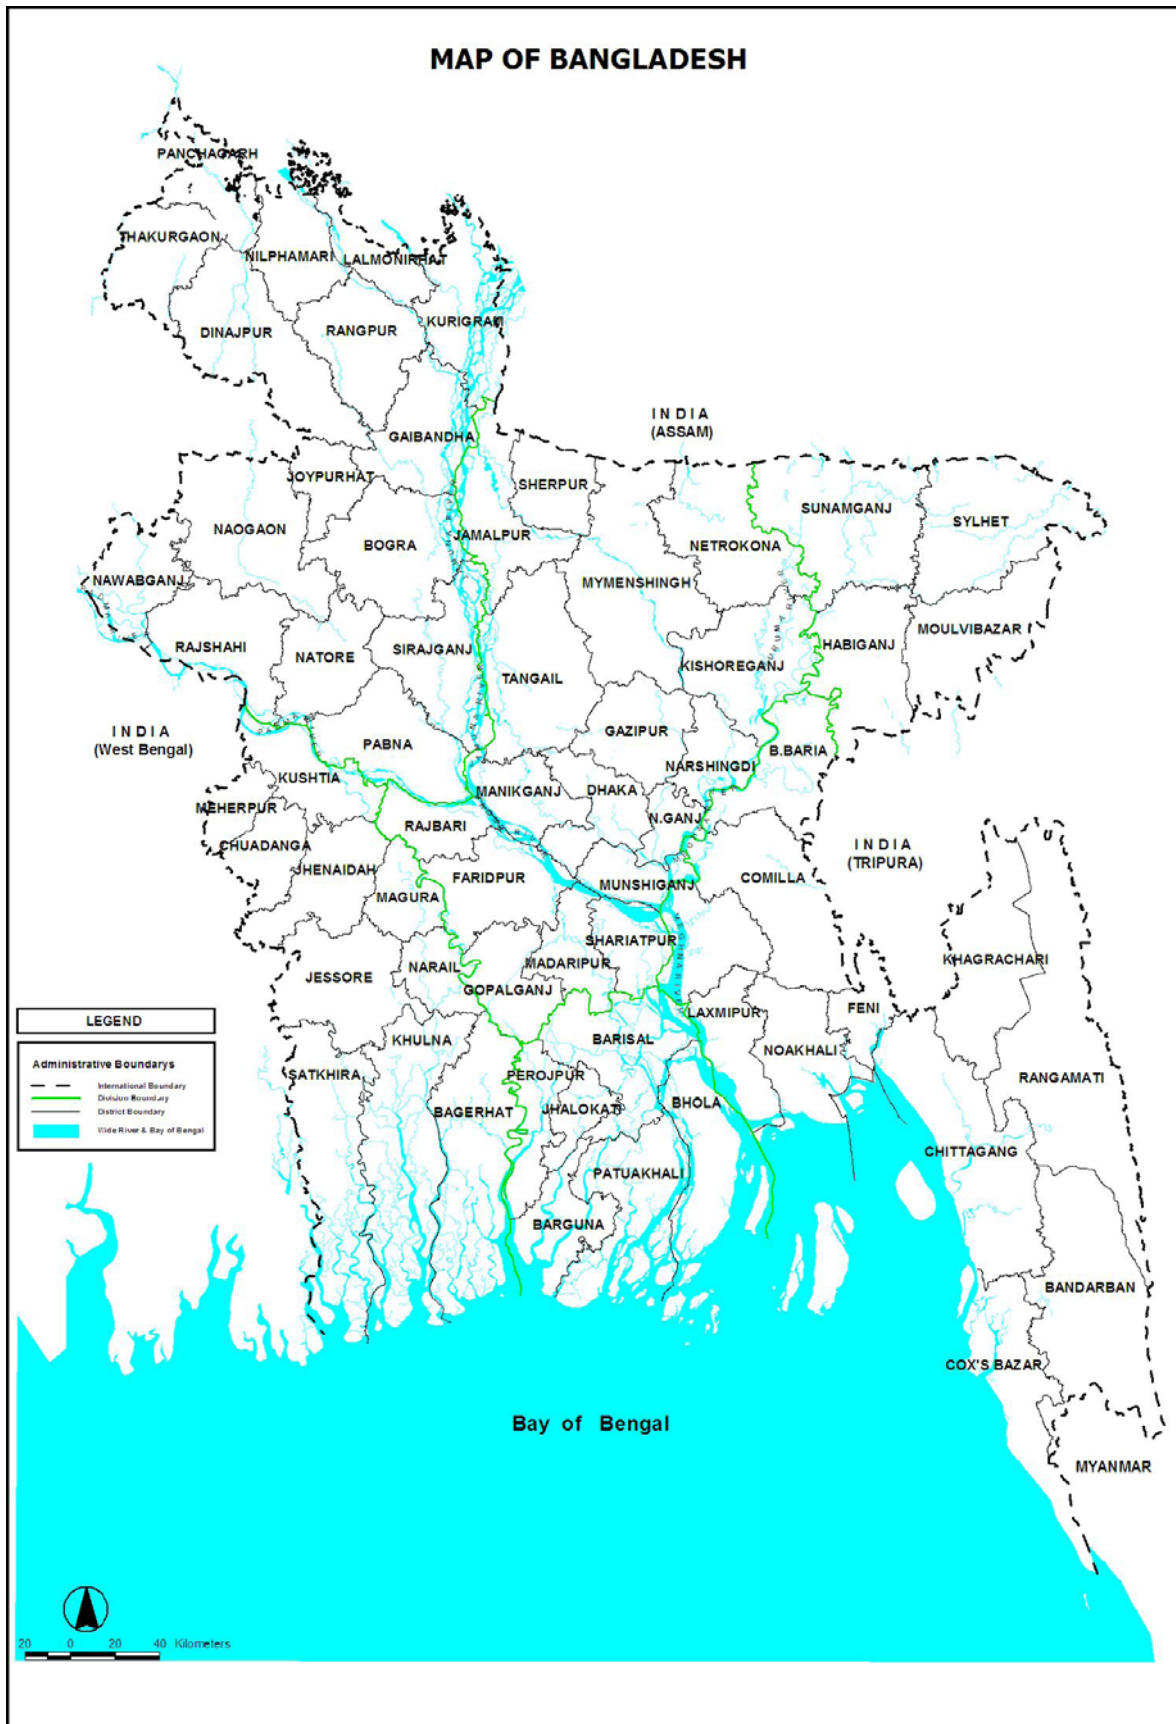 MAP OF BANGLADESH
PANCHAGARH
THAKURGAON
NILPHAMARI
LALMONIRHAT
DINAJPUR
RANGPUR
KURIGRAM
INDIA
(ASSAM)
GAIBANDHA
JOYPURHAT
SHERPUR
SUNAMGANJ
SYLHET
NAOGAON
BOGRA
JAMALPUR
NETROKONA
NAWABGANJ
MYMENSHINGH
RAJSHAHI
NATORE
SIRAJGANJ
TANGAIL
KISHOREGANJ
HABIGANJ
MOULVIBAZAR
INDIA
(West Bengal)
PABNA
GAZIPUR
NARSHINGDI
B.BARIA
KUSHTIA
MANIKGANJ
DHAKA
MEHERPUR
RAJBARI
N.GANJ
CHUADANGA
INDIA
(TRIPURA)
JHENAIDAH
FARIDPUR
MUNSHIGANJ
COMILLA
MAGURA
SHARIATPUR
MEGHNA RIVER
KHAGRACHARI
JESSORE
NARAIL
MADARIPUR
GOPALGANJ
LAXMIPUR
FENI
LEGEND
KHULNA
BARISAL
NOAKHALI
Administrative Boundarys
International Boundary
Division Boundary
District Boundary
Wide River & Bay of Bengal
SATKHIRA
PEROJPUR
RANGAMATI
BAGERHAT
JHALOKATI
BHOLA
CHITTAGANG
PATUAKHALI
BARGUNA
BANDARBAN
COX'S BAZAR
Bay of Bengal
MYANMAR
20 0 20 40 Kilometers